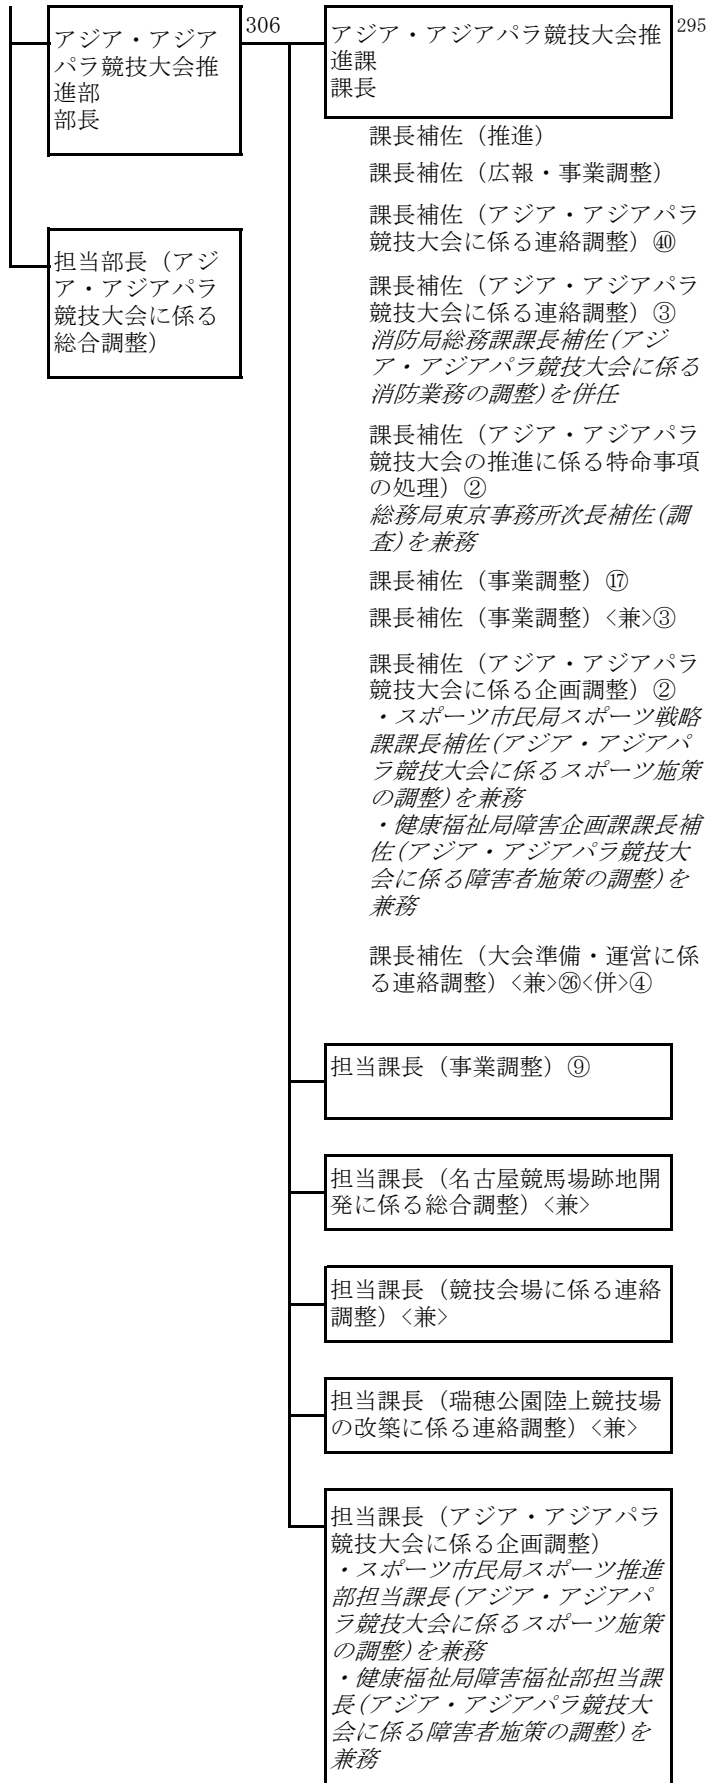 アジア・アジア
パラ競技大会推
進部
部長
306
担当部長（アジ
ア・アジアパラ
競技大会に係る
総合調整）
アジア・アジアパラ競技大会推
進課
課長
295
課長補佐（推進）
課長補佐（広報・事業調整）
課長補佐（アジア・アジアパラ
競技大会に係る連絡調整）㊵
課長補佐（アジア・アジアパラ
競技大会に係る連絡調整）③
消防局総務課課長補佐(アジ
ア・アジアパラ競技大会に係る
消防業務の調整)を併任
課長補佐（アジア・アジアパラ
競技大会の推進に係る特命事項
の処理）②
総務局東京事務所次長補佐(調
査)を兼務
課長補佐（事業調整）⑰
課長補佐（事業調整）<兼>③
課長補佐（アジア・アジアパラ
競技大会に係る企画調整）②
・スポーツ市民局スポーツ戦略
課課長補佐(アジア・アジアパ
ラ競技大会に係るスポーツ施策
の調整)を兼務
・健康福祉局障害企画課課長補
佐(アジア・アジアパラ競技大
会に係る障害者施策の調整)を
兼務
課長補佐（大会準備・運営に係
る連絡調整）<兼>㉖<併>④
担当課長（事業調整）⑨
担当課長（名古屋競馬場跡地開
発に係る総合調整）<兼>
担当課長（競技会場に係る連絡
調整）<兼>
担当課長（瑞穂公園陸上競技場
の改築に係る連絡調整）<兼>
担当課長（アジア・アジアパラ
競技大会に係る企画調整）
・スポーツ市民局スポーツ推進
部担当課長(アジア・アジアパ
ラ競技大会に係るスポーツ施策
の調整)を兼務
・健康福祉局障害福祉部担当課
長(アジア・アジアパラ競技大
会に係る障害者施策の調整)を
兼務